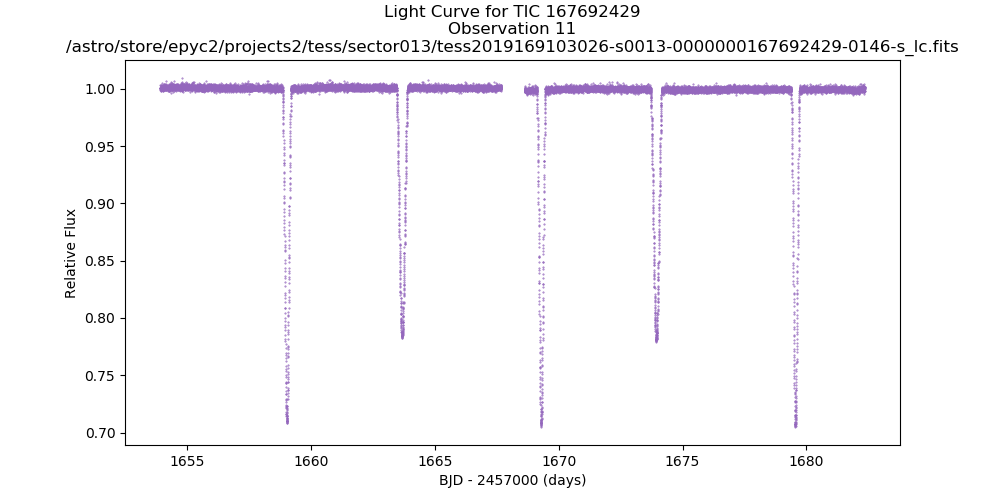 Light Curve for TIC 167692429
Observation 11
/astro/store/epyc2/projects2/tess/sector013/tess2019169103026-s0013-0000000167692429-0146-s_lc.fits
1.00
0.95
0.90
0.85
0.80
0.75
0.70
Relative Flux
1655 1660 1665 1670 1675 1680
BJD - 2457000 (days)